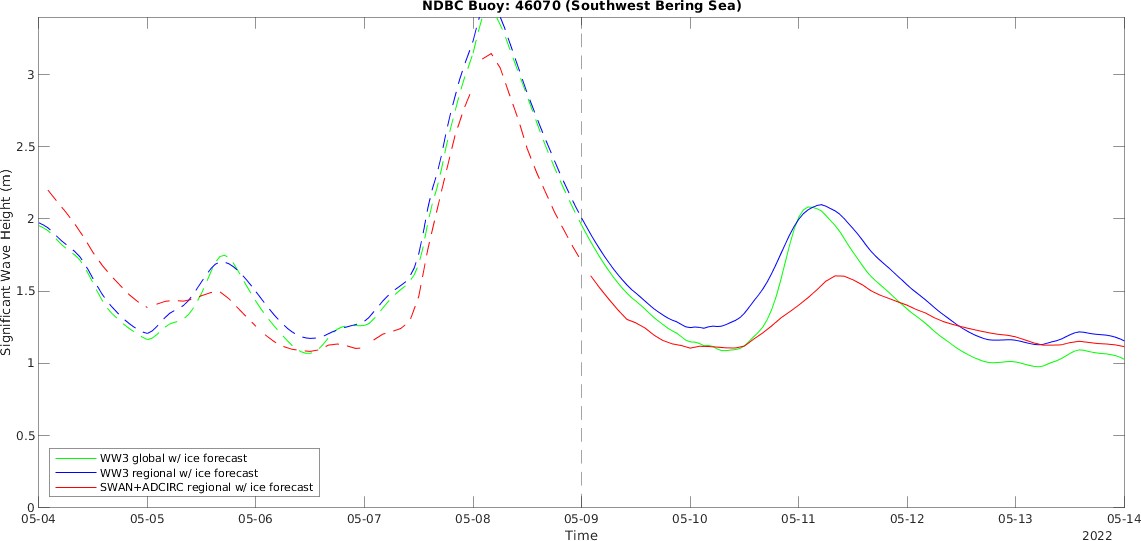 NDBC Buoy: 46070 (Southwest Bering Sea)
Significant Wave Height (m)
3
2.5
2
1.5
1
0.5
0
WW3 global w/ ice forecast
WW3 regional w/ ice forecast
SWAN+ADCIRC regional w/ ice forecast
05-04 05-05 05-06 05-07 05-08 05-09 05-10 05-11 05-12 05-13 05-14
Time
2022